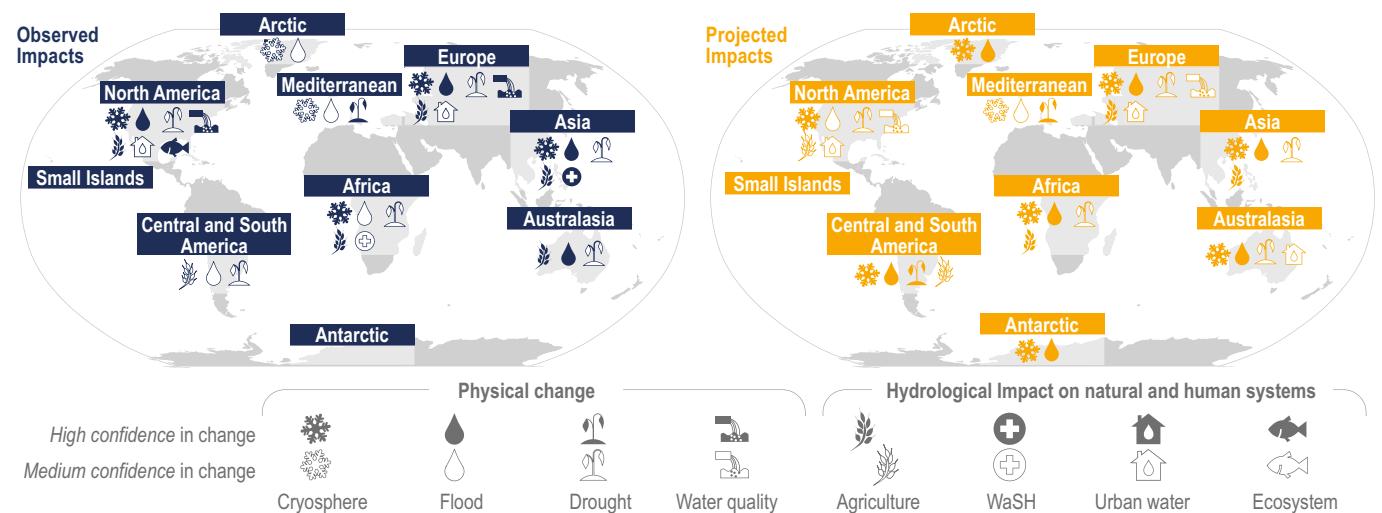 Observed
Impacts
Arctic
Europe
Mediterranean
North America
Asia
Small Islands
Africa
Central and South
America
Australasia
Antarctic
Projected
Impacts
Arctic
Europe
Mediterranean
North America
Asia
Small Islands
Africa
Central and South
America
Australasia
Antarctic
Physical change
Hydrological Impact on natural and human systems
High confidence in change
Medium confidence in change
Cryosphere
Flood
Drought
Water quality
Agriculture
WaSH
Urban water
Ecosystem